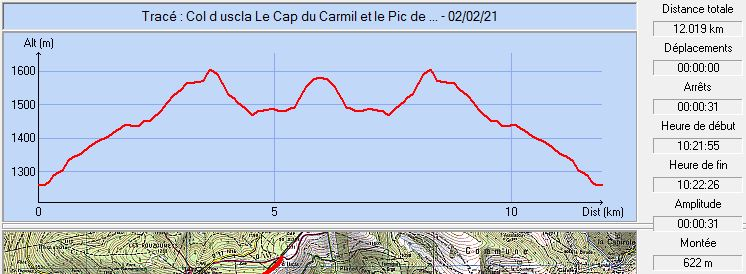 Tracé : Col d uscla Le Cap du Carmil et le Pic de ... - 02/02/21
Alt (m)
1600
1500
1400
1300
0
5
10
Dist (km)
Distance totale
12.019 km
Déplacements
00:00:00
Arrêts
00:00:31
Heure de début
10:21:55
Heure de fin
10:22:26
Amplitude
00:00:31
Montée
622 m